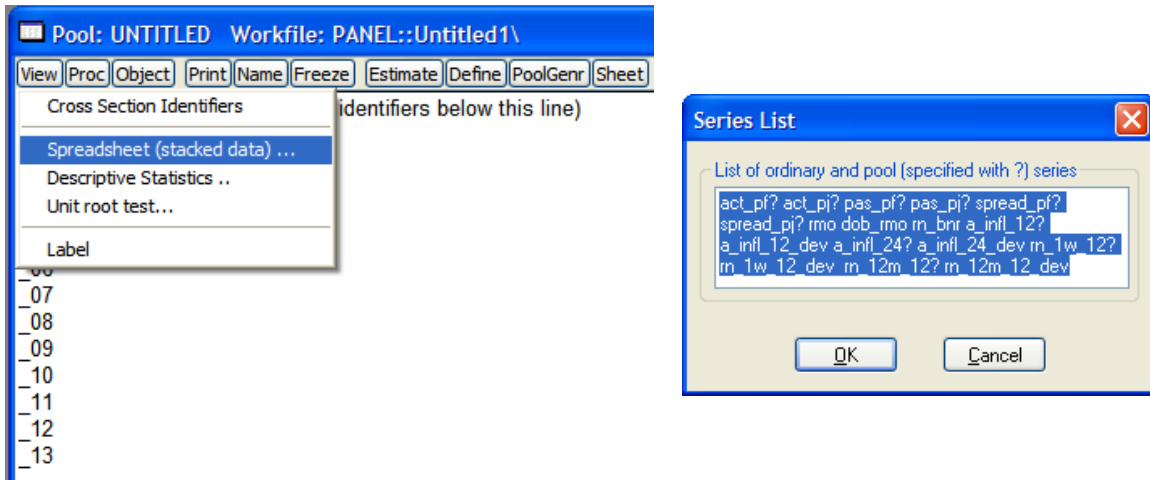 Pool: UNTITLED Workfile: PANEL::Untitled1\
View Proc Object Print Name Freeze Estimate Define PoolGenr Sheet
identifiers below this line)
Cross Section Identifiers
Spreadsheet (stacked data) ...
Descriptive Statistics ..
Unit root test...
Label
_07
_08
_09
_10
_11
_12
_13
Series List
List of ordinary and pool (specified with ?) series
act_pf? act_pj? pas_pf? pas_pj? spread_pf?
spread_pj? rmo dob_rmo rn_bnr a_infl_12?
a_infl_12_dev a_infl_24? a_infl_24_dev rn_1w_12?
rn_1w_12_dev rn_12m_12? rn_12m_12_dev
OK Cancel